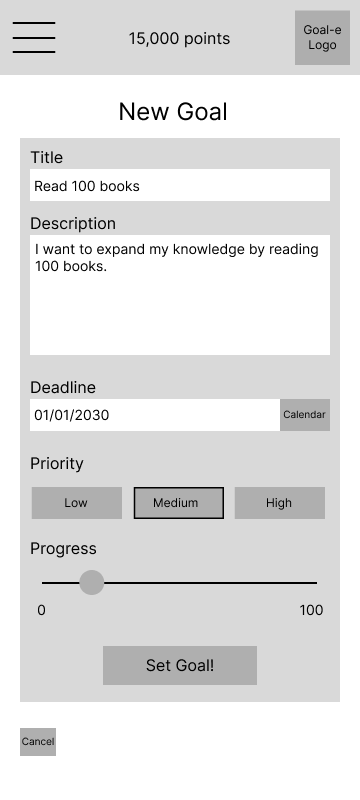 15,000 points
Goal-e
Logo
New Goal
Title
Read 100 books
Description
I want to expand my knowledge by reading
100 books.
Deadline
01/01/2030
Calendar
Priority
Low
Medium
High
Progress
0
100
Set Goal!
Cancel